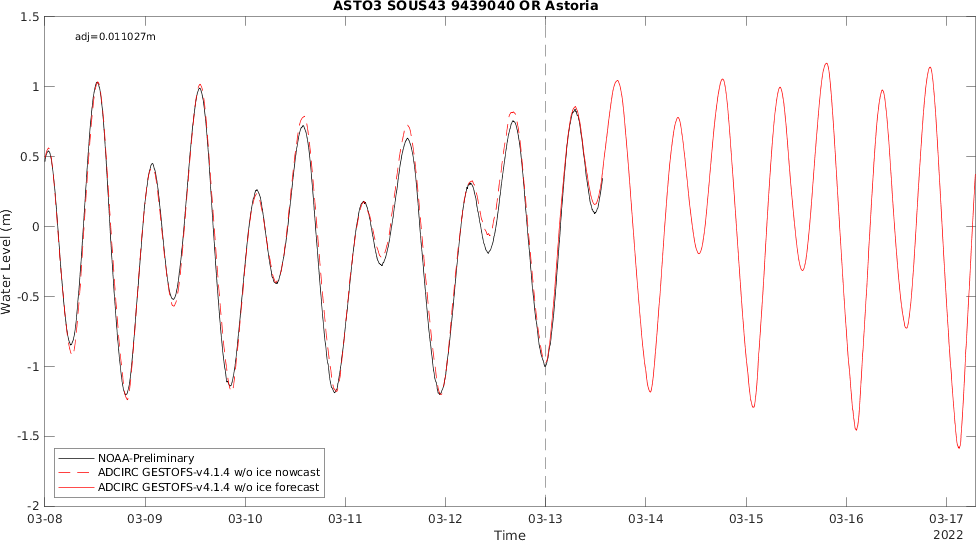 ASTO3 SOUS43 9439040 OR Astoria
adj=0.011027m
1.5
1
0.5
0
-0.5
-1
-1.5
-2
Water Level (m)
NOAA-Preliminary
ADCIRC GESTOFS-v4.1.4 w/o ice nowcast
ADCIRC GESTOFS-v4.1.4 w/o ice forecast
03-08 03-09 03-10 03-11 03-12 03-13 03-14 03-15 03-16 03-17
Time
2022